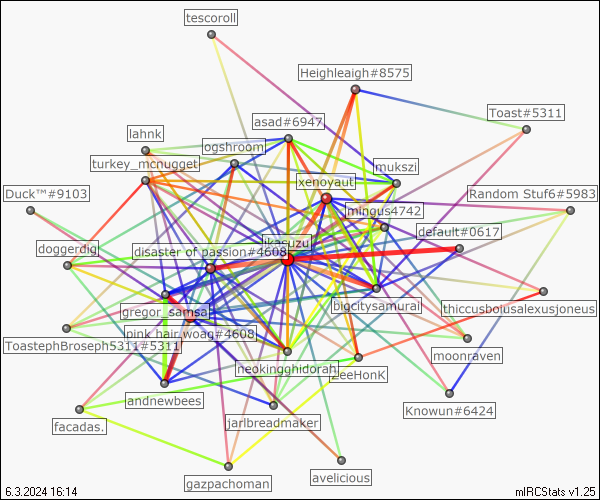 tescoroll
Heighleaigh#8575
Toast#5311
asad#6947
lahnk
ogshroom
turkey_mcnugget
mukszi
xenoyaut
Duck™#9103
Random Stuf6#5983
mingus4742
default#0617
doggerdig
disaster of passion#4608
jikasuzu
gregor_samsa
bigcitysamurai
thiccusboiusalexusjoneus
pink hair woag#4608
ToastephBroseph5311#5311
moonraven
neokingghidorah
ZeeHonK
andnewbees
Knowun#6424
facadas.
jarlbreadmaker
avelicious
gazpachoman
6.3.2024 16:14
mIRCStats v1.25